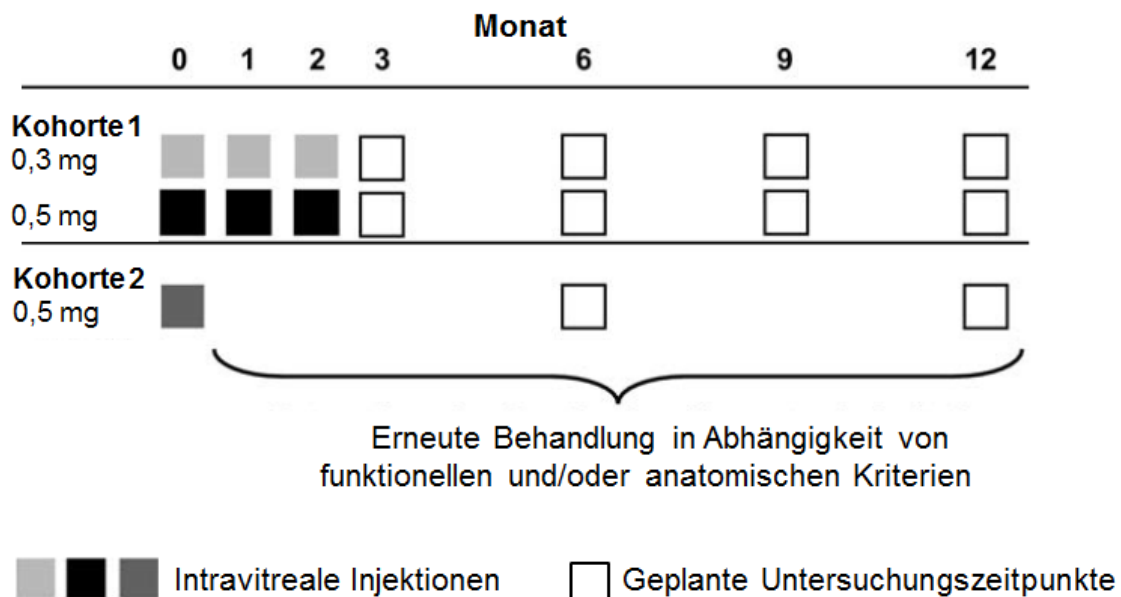 Monat
0 1 2 3 6 9 12
Kohorte 1
0,3 mg
0,5 mg
Kohorte 2
0,5 mg
Erneute Behandlung in Abhängigkeit von
funktionellen und/oder anatomischen Kriterien
Intravitreale Injektionen Geplante Untersuchungszeitpunkte